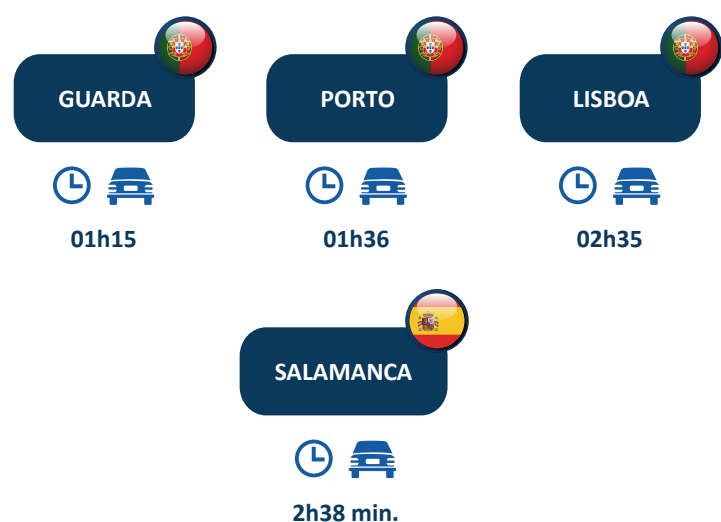 GUARDA
PORTO
LISBOA
01h15
01h36
02h35
SALAMANCA
2h38 min.